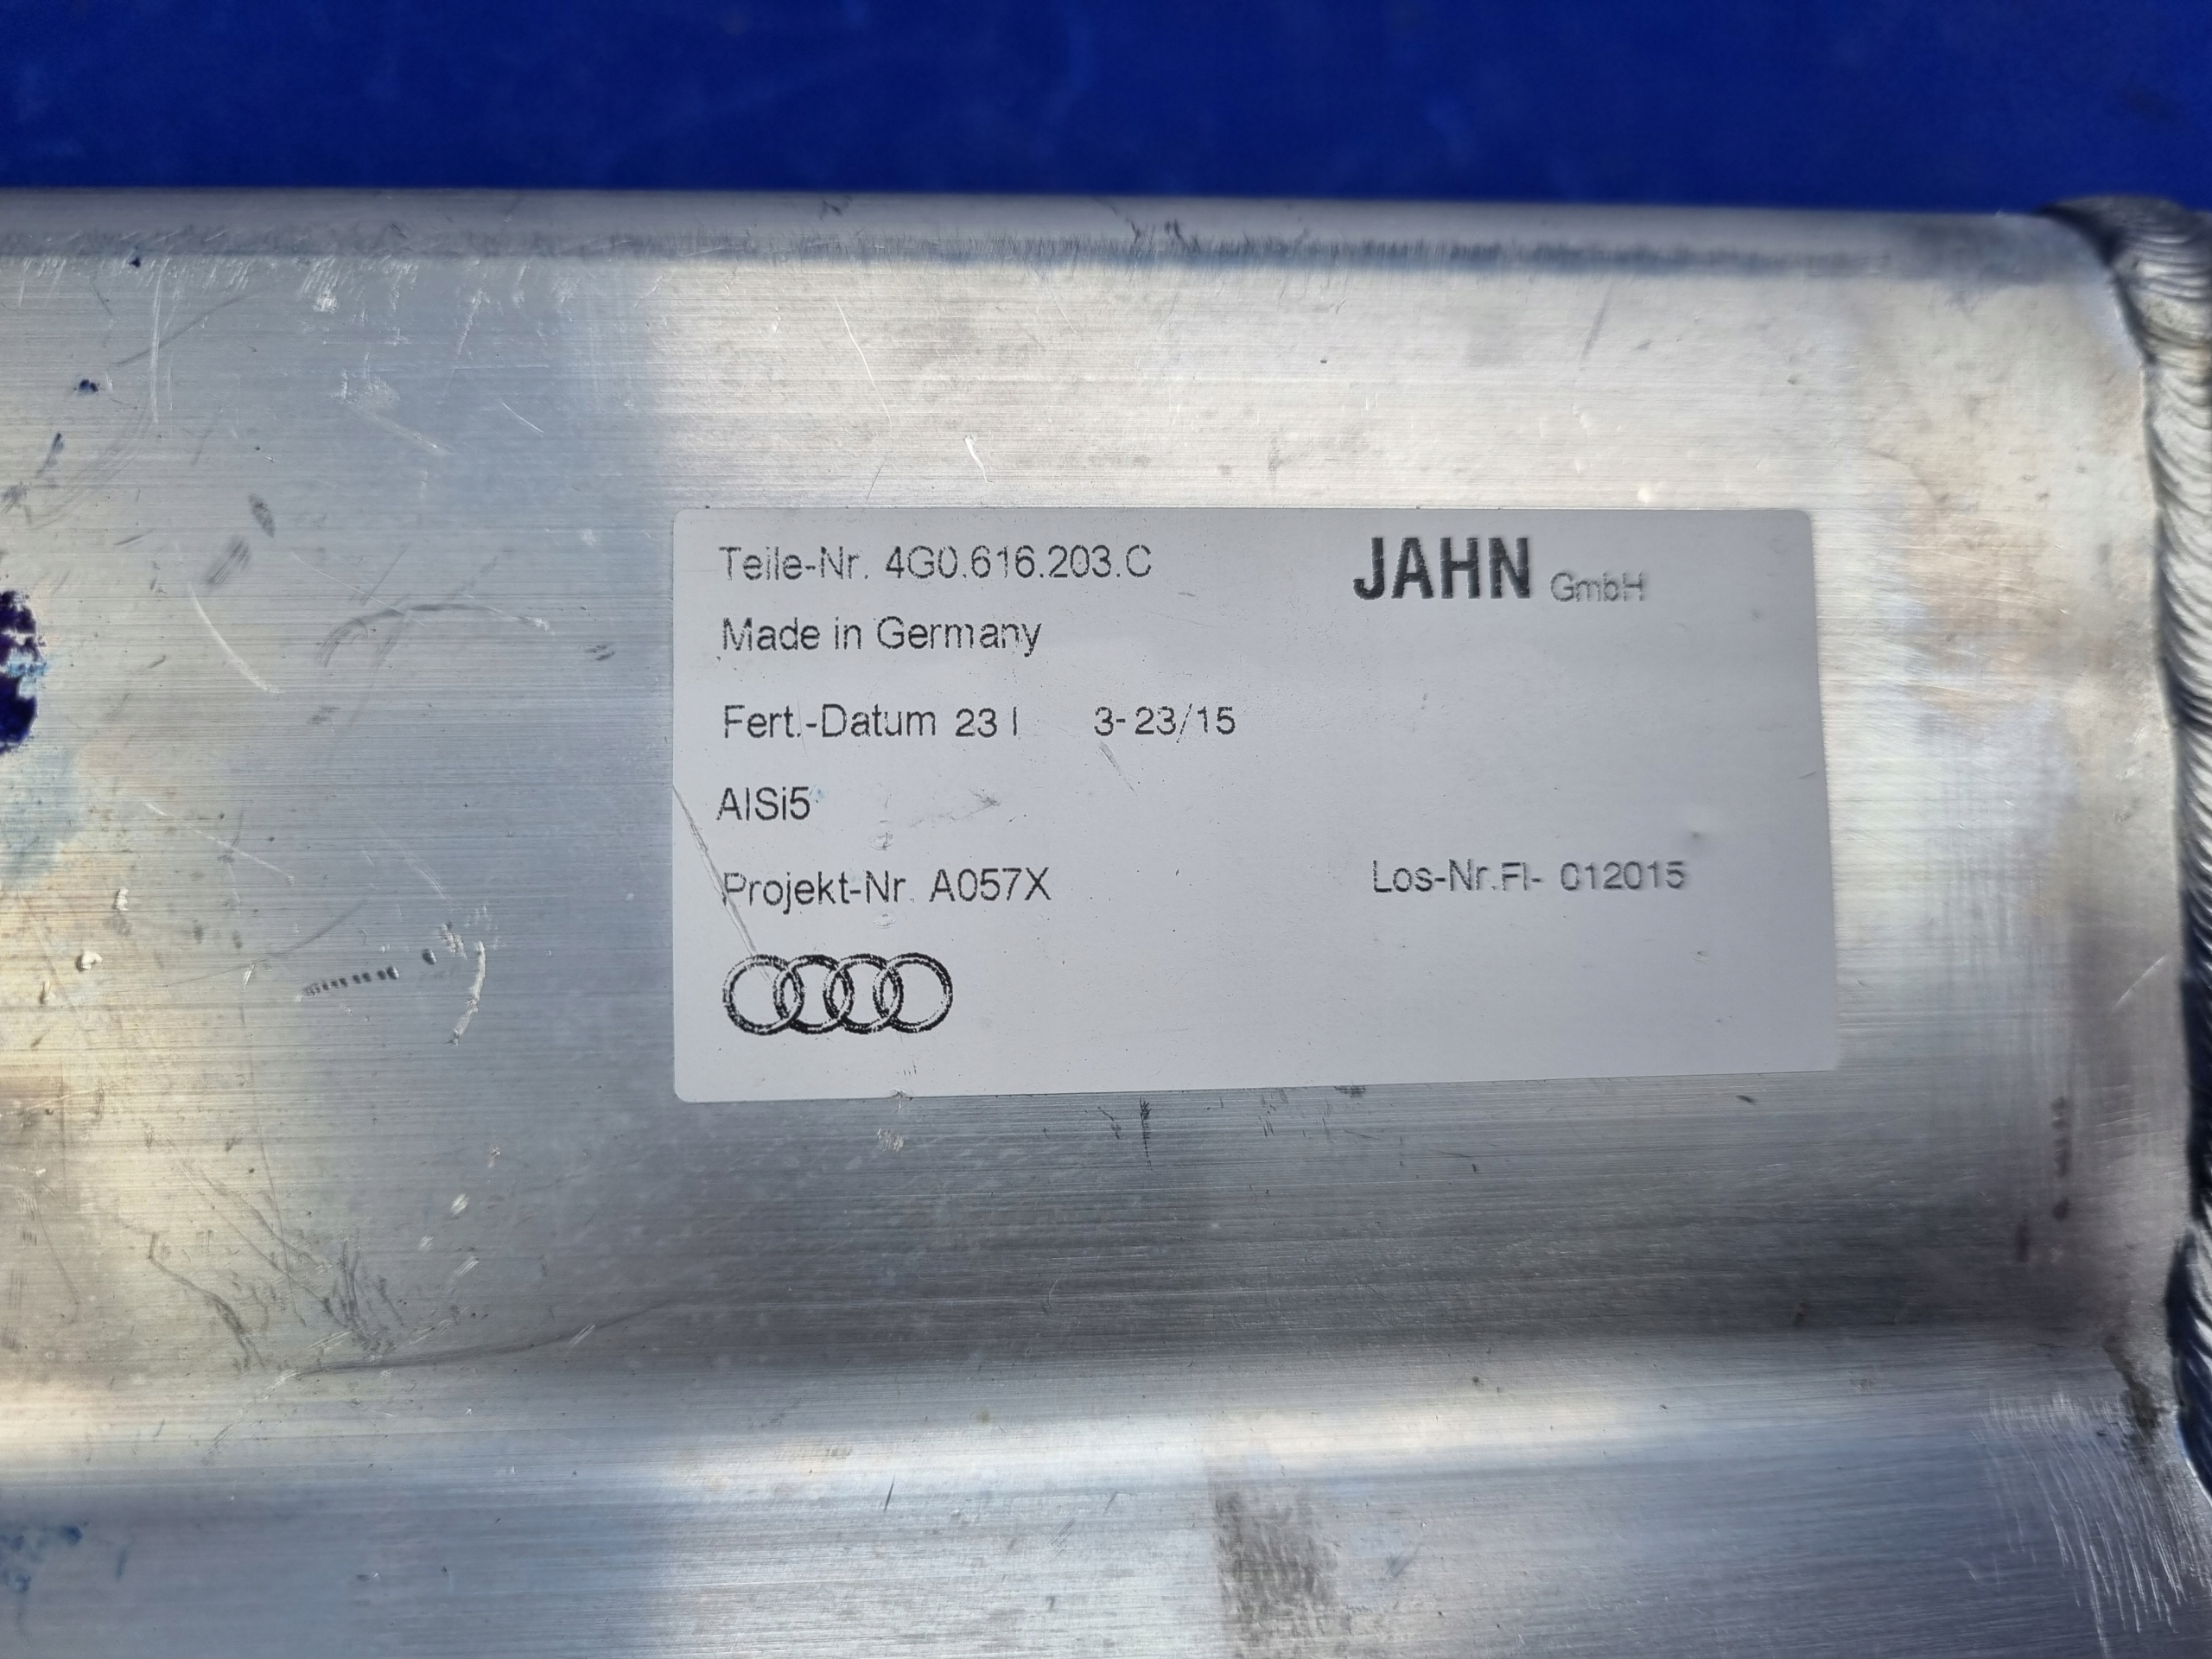 Teile-Nr. 4G0.616.203.C
JAHN GmbH
Made in Germany
Fert.-Datum 23 I 3-23/15
AlSi5
Projekt-Nr. A057X
Los-Nr.Fl- 012015